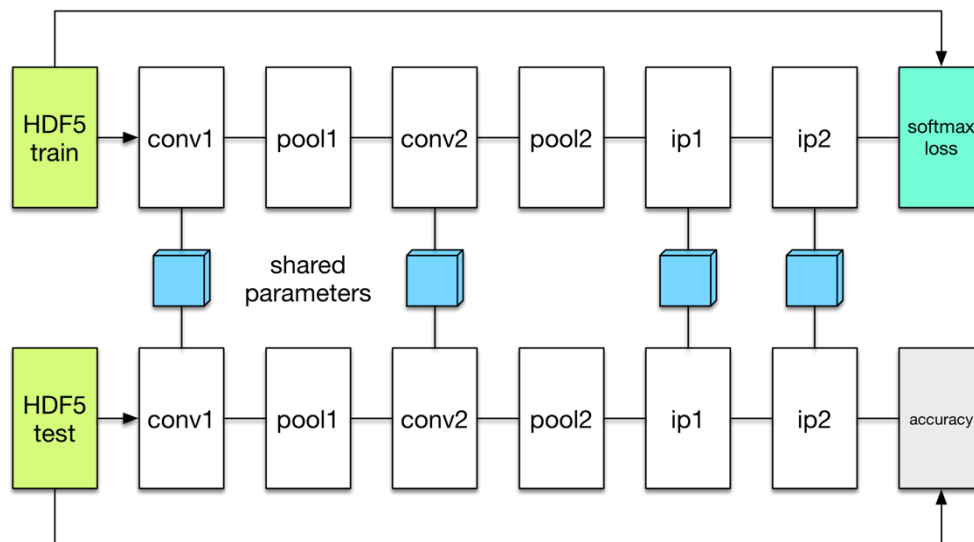 HDF5
train
conv1
pool1
conv2
pool2
ip1
ip2
softmax
loss
shared
parameters
HDF5
test
conv1
pool1
conv2
pool2
ip1
ip2
accuracy